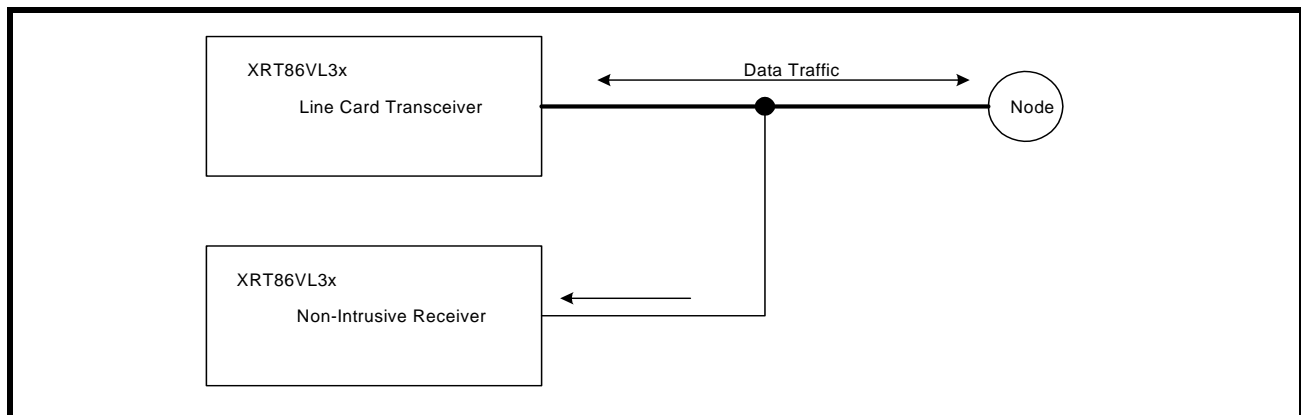 XRT86VL3x
Line Card Transceiver
Data Traffic
Node
XRT86VL3x
Non-Intrusive Receiver